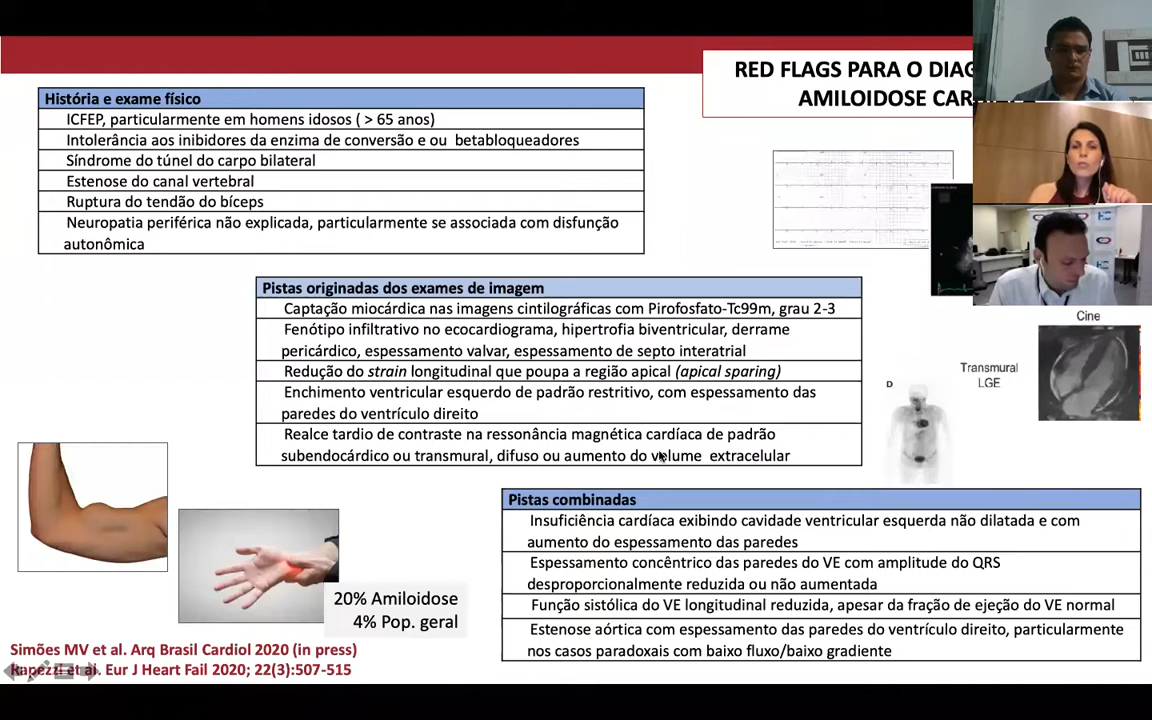 RED FLAGS PARA O
AMILOIDOSE
História e exame físico
ICFEP, particularmente em homens idosos ( > 65 anos)
Intolerância aos inibidores da enzima de conversão e ou betabloqueadores
Síndrome do túnel do carpo bilateral
Estenose do canal vertebral
Ruptura do tendão do bíceps
Neuropatia periférica não explicada, particularmente se associada com disfunção
autonômica
Pistas originadas dos exames de imagem
Captação miocárdica nas imagens cintilográficas com Pirofosfato-Tc99m, grau 2-3
Fenótipo infiltrativo no ecocardiograma, hipertrofia biventricular, derrame
pericárdico, espessamento valvar, espessamento de septo interatrial
Redução do strain longitudinal que poupa a região apical (apical sparing)
Enchimento ventricular esquerdo de padrão restritivo, com espessamento das
paredes do ventrículo direito
Realce tardio de contraste na ressonância magnética cardíaca de padrão
subendocárdico ou transmural, difuso ou aumento do volume extracelular
Cine
Transmural
LGE
D
Pistas combinadas
Insuficiência cardíaca exibindo cavidade ventricular esquerda não dilatada e com
aumento do espessamento das paredes
Espessamento concêntrico das paredes do VE com amplitude do QRS
desproporcionalmente reduzida ou não aumentada
Função sistólica do VE longitudinal reduzida, apesar da fração de ejeção do VE normal
Estenose aórtica com espessamento das paredes do ventrículo direito, particularmente
nos casos paradoxais com baixo fluxo/baixo gradiente
20% Amiloidose
4% Pop. geral
Simões MV et al. Arq Brasil Cardiol 2020 (in press)
Rapezzi et al. Eur J Heart Fail 2020; 22(3):507-515